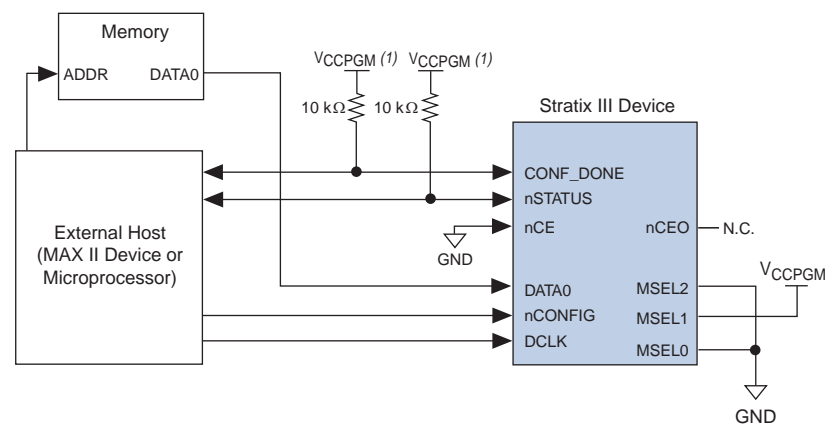 Memory
ADDR DATA0
VCCPGM (1) VCCPGM (1)
10 kΩ 10 kΩ
Stratix III Device
CONF_DONE
nSTATUS
nCE
nCEO
N.C.
GND
External Host
(MAX II Device or
Microprocessor)
VCCPGM
DATA0
MSEL2
nCONFIG
MSEL1
DCLK
MSEL0
GND